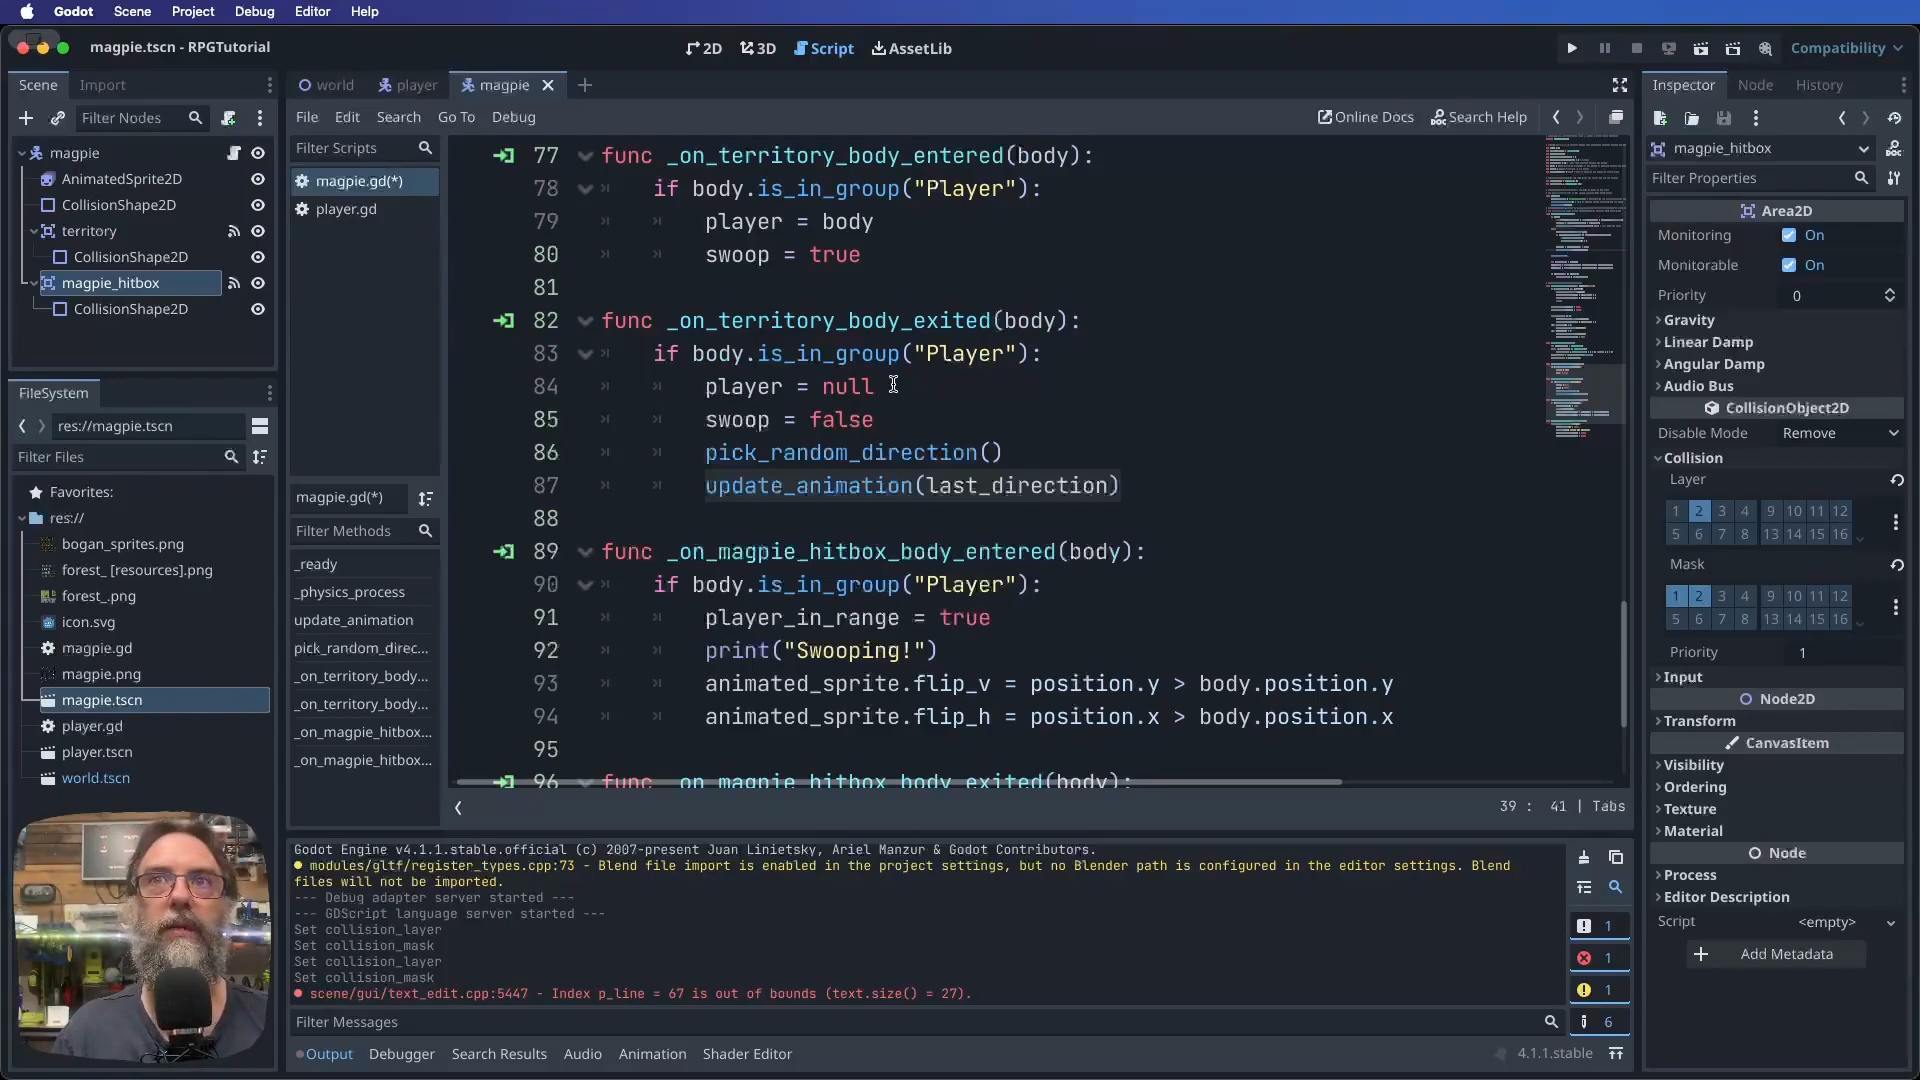 Godot Scene Project Debug Editor Help
magpie.tscn - RPGTutorial
2D 3D Script AssetLib
Compatibility
Scene Import
Filter Nodes
magpie
AnimatedSprite2D
CollisionShape2D
territory
CollisionShape2D
magpie_hitbox
CollisionShape2D
FileSystem
res://magpie.tscn
Filter Files
Favorites:
res://
bogan_sprites.png
forest_ [resources].png
forest_.png
icon.svg
magpie.gd
magpie.png
magpie.tscn
player.gd
player.tscn
world.tscn
world player magpie
File Edit Search Go To Debug
Online Docs Search Help
Filter Scripts
magpie.gd(*)
player.gd
magpie.gd(*)
Filter Methods
_ready
_physics_process
update_animation
pick_random_direc...
_on_territory_body...
_on_territory_body...
_on_magpie_hitbox...
_on_magpie_hitbox...
77 func _on_territory_body_entered(body):
78 if body.is_in_group("Player"):
79 player = body
80 swoop = true
81
82 func _on_territory_body_exited(body):
83 if body.is_in_group("Player"):
84 player = null
85 swoop = false
86 pick_random_direction()
87 update_animation(last_direction)
88
89 func _on_magpie_hitbox_body_entered(body):
90 if body.is_in_group("Player"):
91 player_in_range = true
92 print("Swooping!")
93 animated_sprite.flip_v = position.y > body.position.y
94 animated_sprite.flip_h = position.x > body.position.x
95
96 func _on_magpie_hitbox_body_exited(body):
39 : 41 | Tabs
Godot Engine v4.1.1.stable.official (c) 2007-present Juan Linietsky, Ariel Manzur & Godot Contributors.
modules/gltf/register_types.cpp:73 - Blend file import is enabled in the project settings, but no Blender path is configured in the editor settings. Blend
files will not be imported.
--- Debug adapter server started ---
--- GDScript language server started ---
Set collision_layer
Set collision_mask
Set collision_layer
Set collision_mask
scene/gui/text_edit.cpp:5447 - Index p_line = 67 is out of bounds (text.size() = 27).
1
1
1
6
Filter Messages
Output Debugger Search Results Audio Animation Shader Editor
4.1.1.stable
Inspector Node History
magpie_hitbox
Filter Properties
Area2D
Monitoring On
Monitorable On
Priority 0
Gravity
Linear Damp
Angular Damp
Audio Bus
CollisionObject2D
Disable Mode Remove
Collision
Layer
1 2 3 4 9 10 11 12
5 6 7 8 13 14 15 16
Mask
1 2 3 4 9 10 11 12
5 6 7 8 13 14 15 16
Priority 1
Input
Node2D
Transform
CanvasItem
Visibility
Ordering
Texture
Material
Node
Process
Editor Description
Script <empty>
Add Metadata